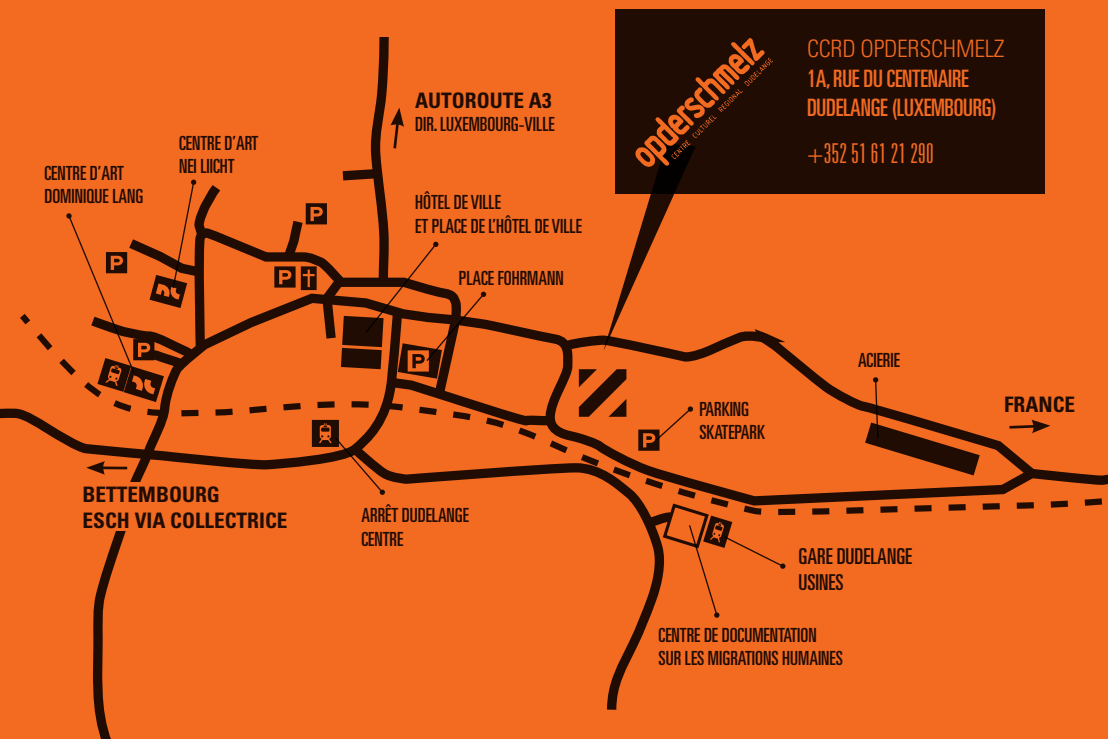 opderschmelz
CENTRE CULTUREL REGIONAL DUDELANGE
CCRD OPDERSCHMELZ
1A, RUE DU CENTENAIRE
DUDELANGE (LUXEMBOURG)
+352 51 61 21 290
AUTOROUTE A3
DIR. LUXEMBOURG-VILLE
CENTRE D'ART
NEI LIICHT
CENTRE D'ART
DOMINIQUE LANG
HÔTEL DE VILLE
ET PLACE DE L'HÔTEL DE VILLE
P
P
P
PLACE FOHRMANN
P
P
ACIERIE
PARKING
SKATEPARK
P
FRANCE
BETTEMBOURG
ESCH VIA COLLECTRICE
ARRÊT DUDELANGE
CENTRE
GARE DUDELANGE
USINES
CENTRE DE DOCUMENTATION
SUR LES MIGRATIONS HUMAINES